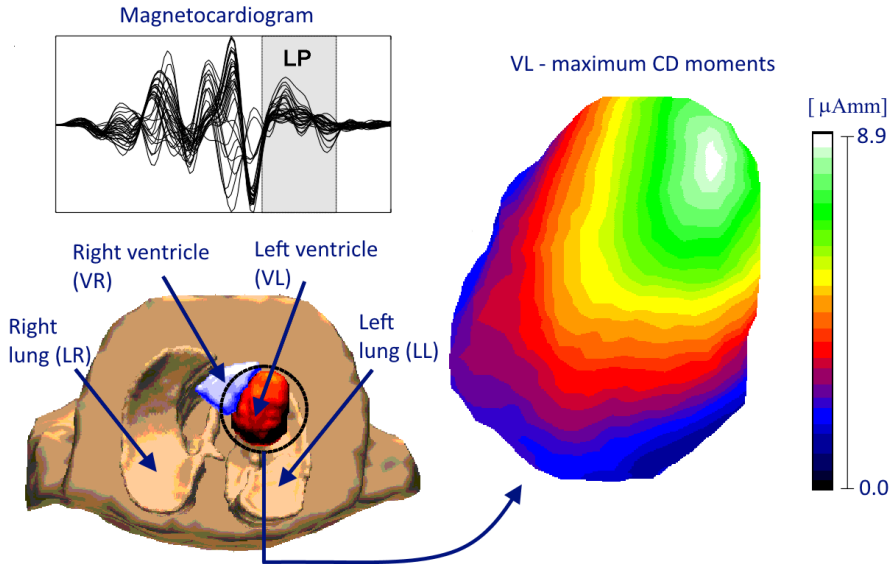 Magnetocardiogram
LP
VL - maximum CD moments
[ µAmm]
8.9
0.0
Right ventricle
(VR)
Left ventricle
(VL)
Right
lung (LR)
Left
lung (LL)